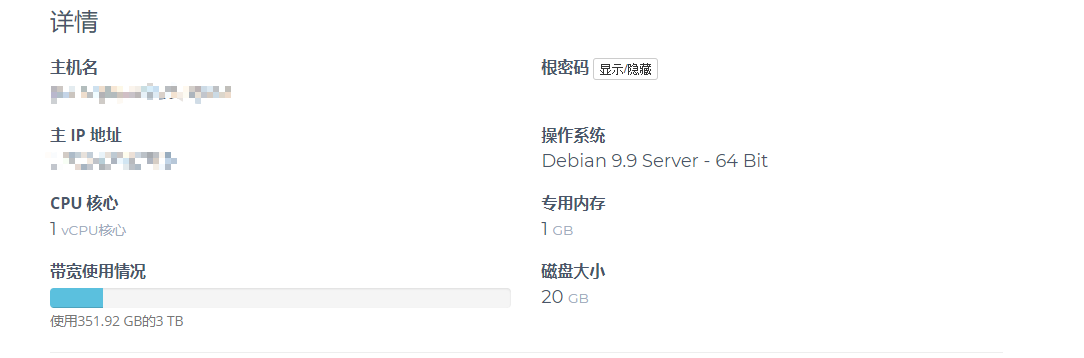 详情
主机名
根密码 显示/隐藏
主 IP 地址
操作系统
Debian 9.9 Server - 64 Bit
CPU 核心
1 vCPU核心
专用内存
1 GB
带宽使用情况
使用351.92 GB的3 TB
磁盘大小
20 GB